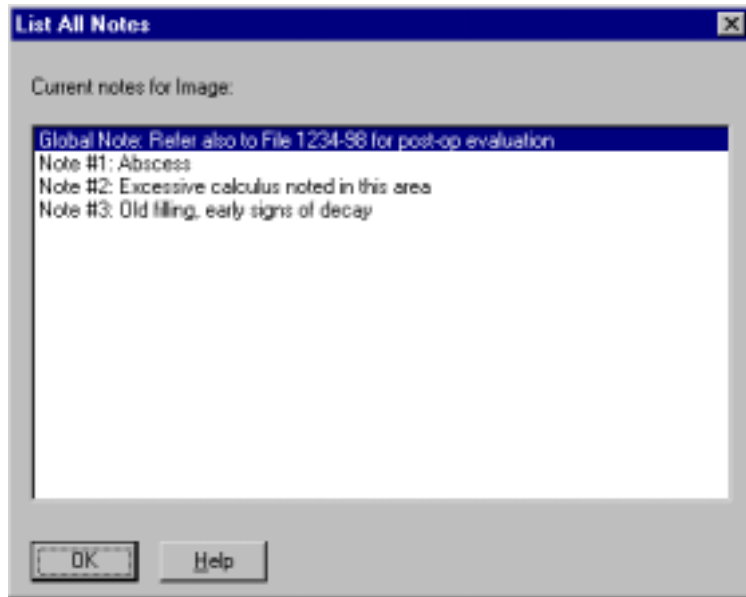 List All Notes
Current notes for Image:
Global Note: Refer also to File 1234-98 for post-op evaluation
Note #1: Abscess
Note #2: Excessive calculus noted in this area
Note #3: Old filling, early signs of decay
OK Help